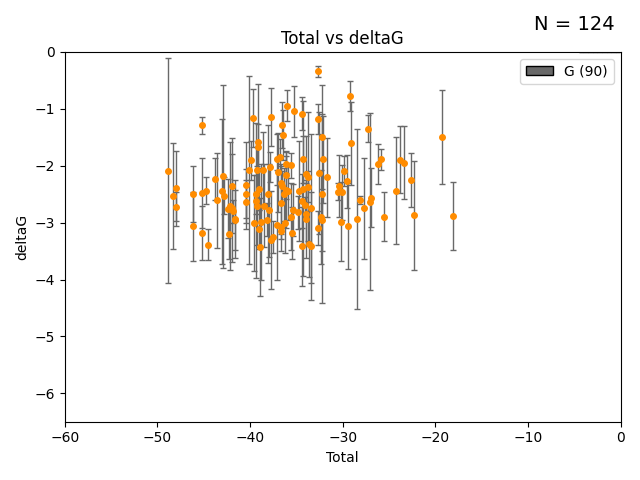 N = 124
Total vs deltaG
G (90)
deltaG
0
−1
−2
−3
−4
−5
−6
−60
−50
−40
−30
−20
−10
0
Total